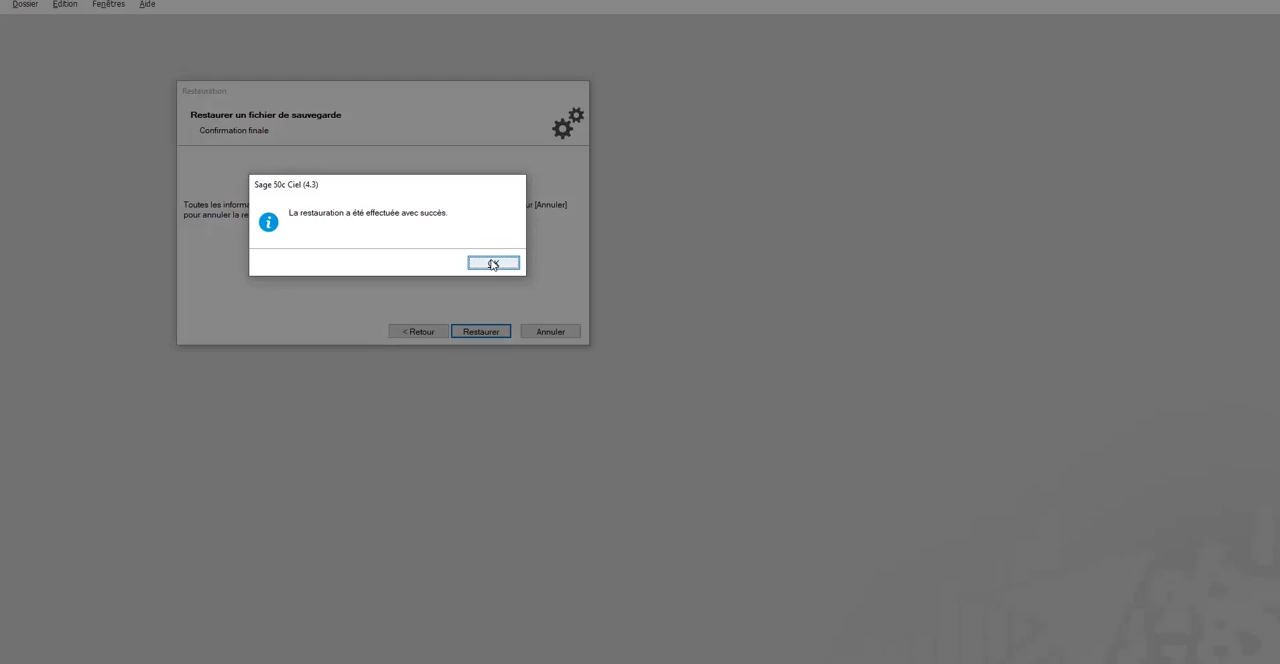 Dossier Edition Fenêtres Aide
Restauration
Restaurer un fichier de sauvegarde
Confirmation finale
Sage 50c Ciel (4.3)
La restauration a été effectuée avec succès.
Toutes les informa
ur [Annuler]
pour annuler la re
< Retour Restaurer Annuler